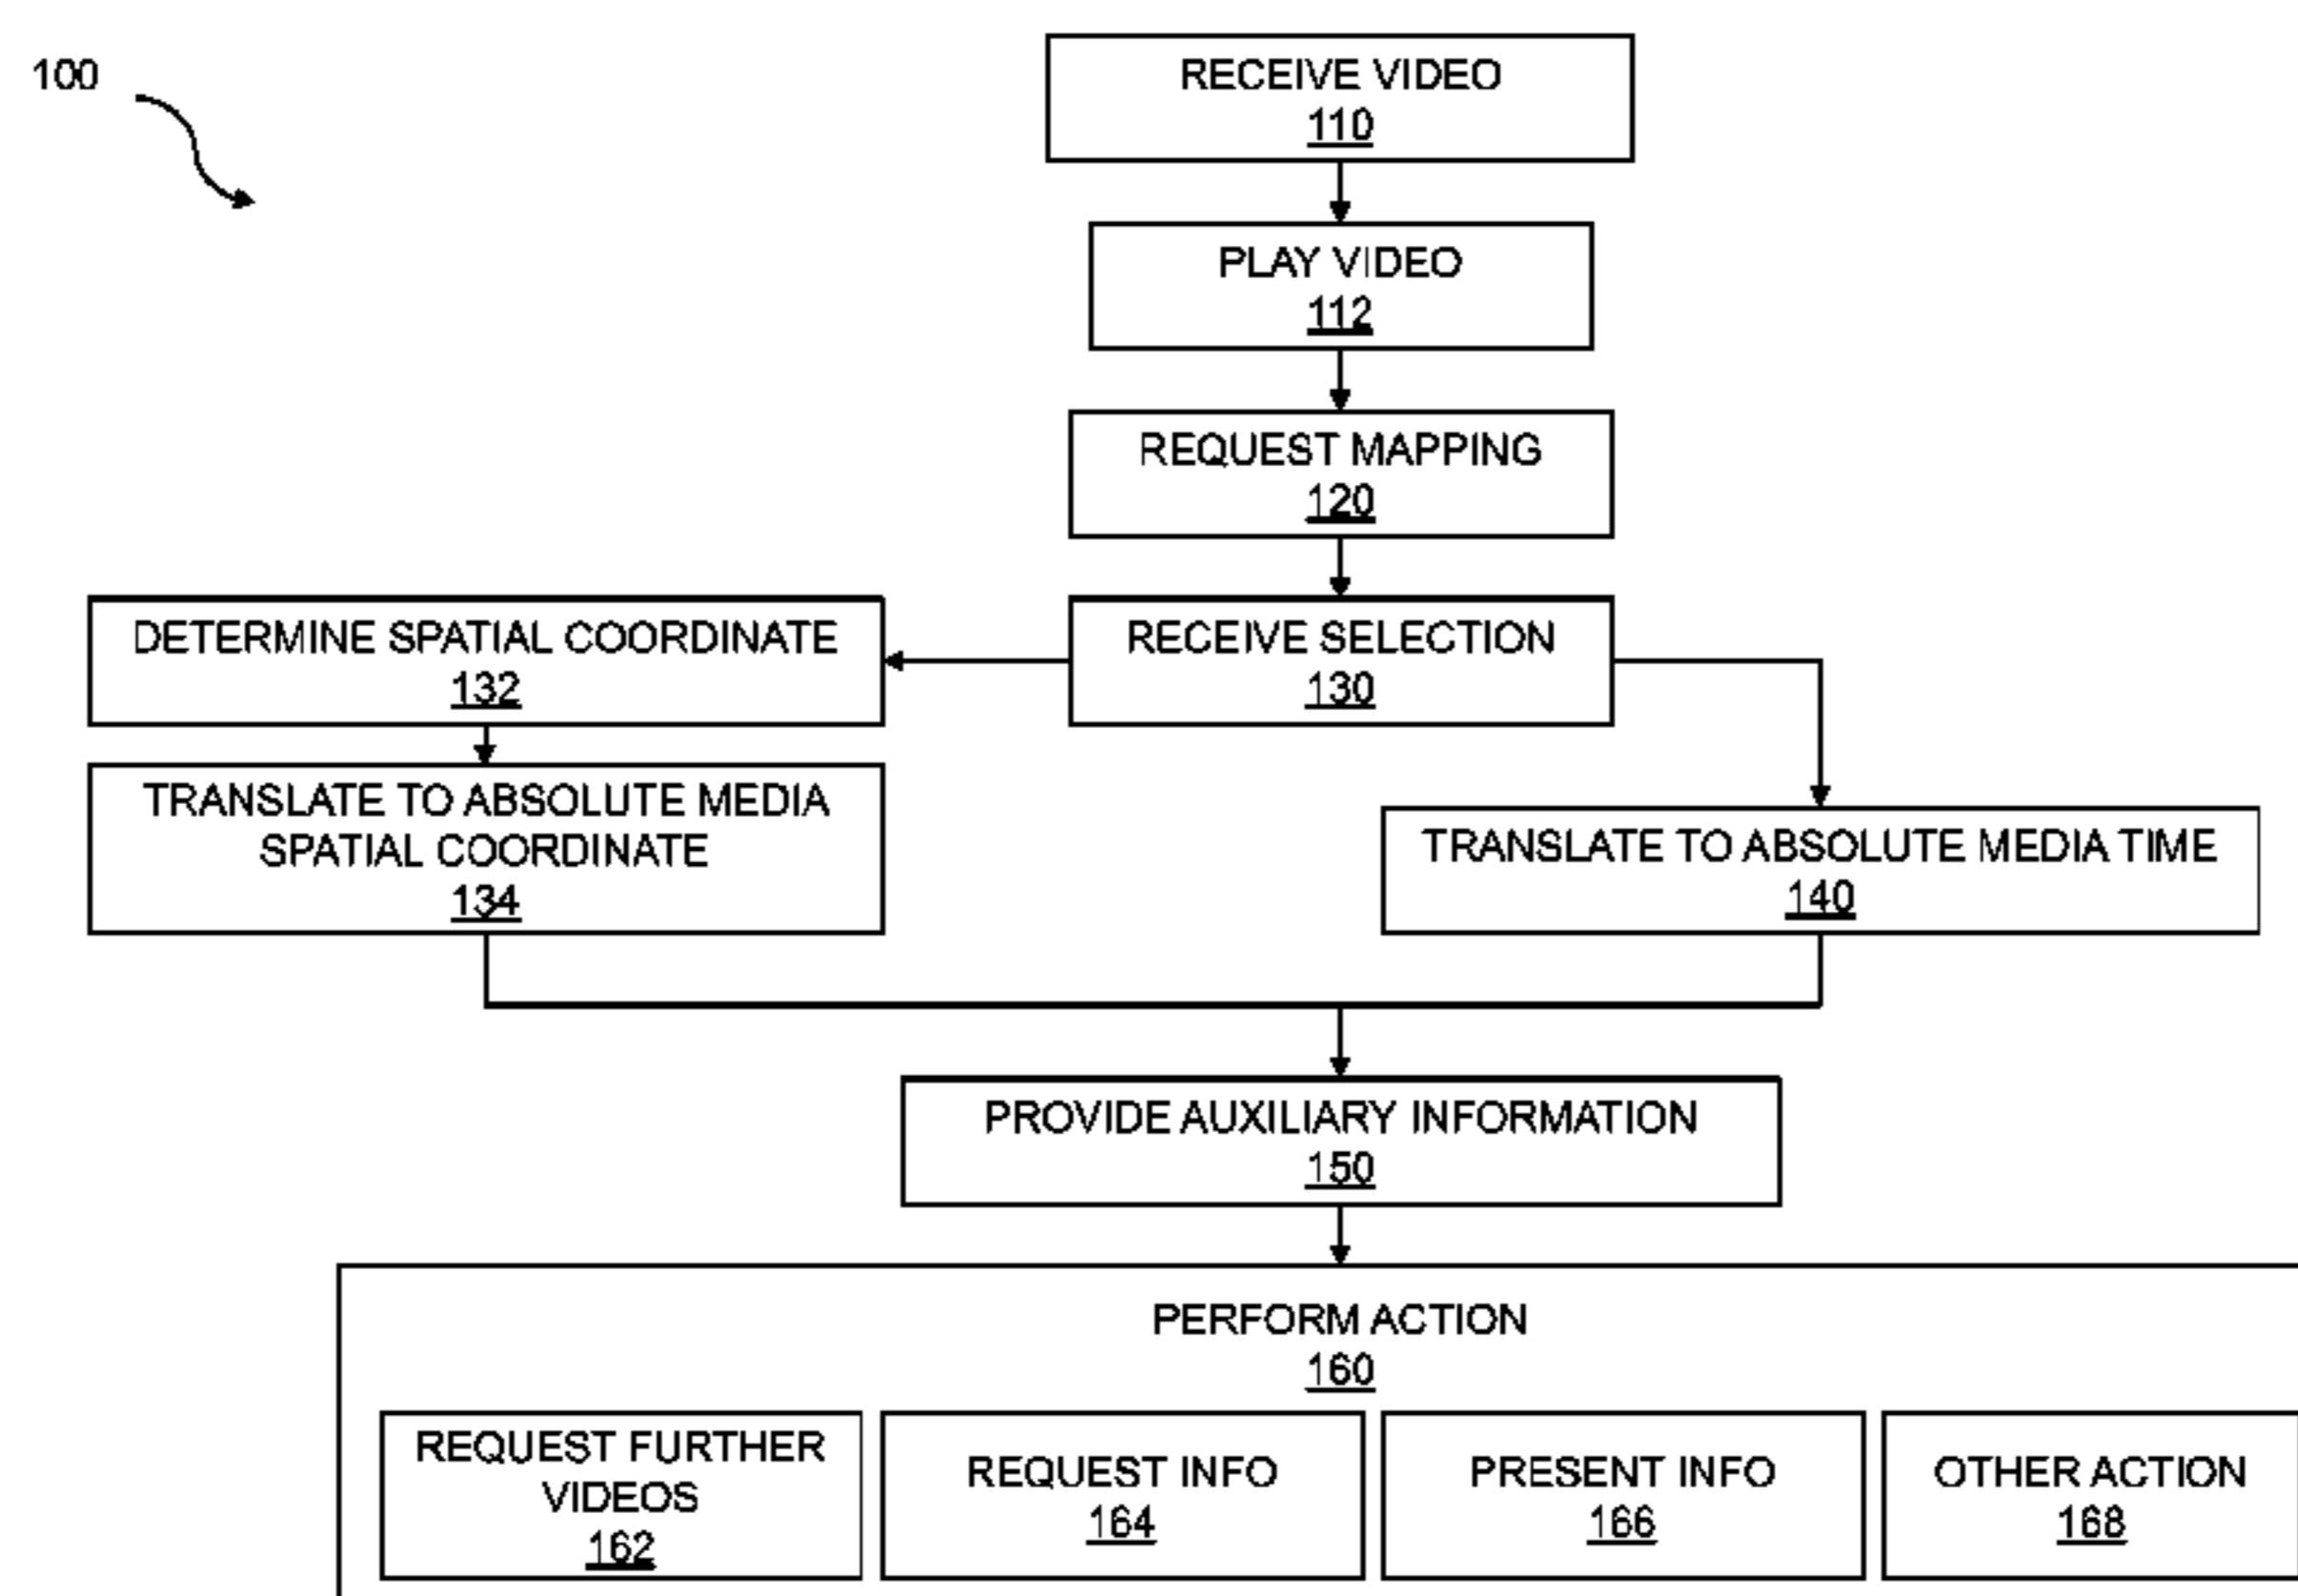 100
RECEIVE VIDEO
110
PLAY VIDEO
112
REQUEST MAPPING
120
DETERMINE SPATIAL COORDINATE
132
RECEIVE SELECTION
130
TRANSLATE TO ABSOLUTE MEDIA
SPATIAL COORDINATE
134
TRANSLATE TO ABSOLUTE MEDIA TIME
140
PROVIDE AUXILIARY INFORMATION
150
PERFORM ACTION
160
REQUEST FURTHER
VIDEOS
162
REQUEST INFO
164
PRESENT INFO
166
OTHER ACTION
168